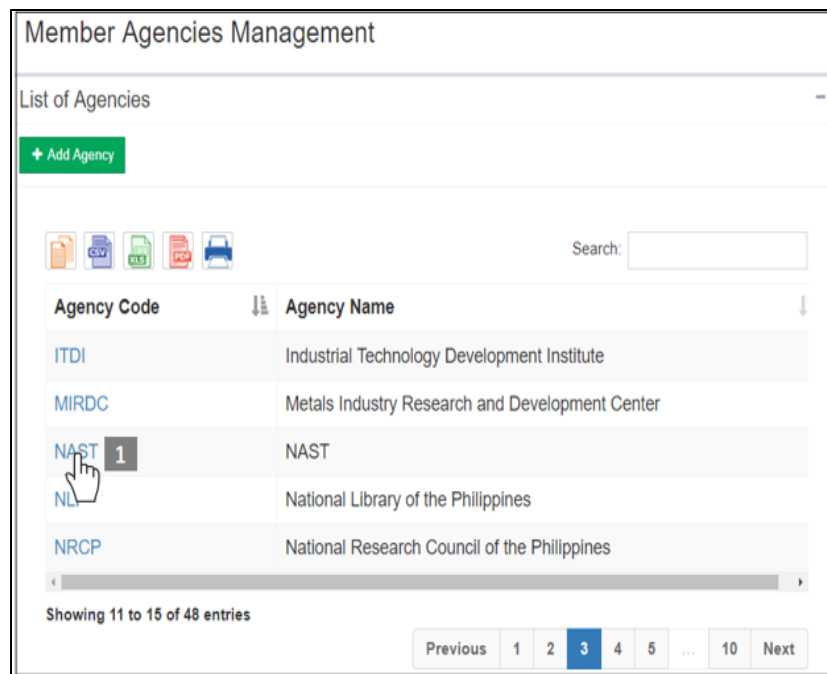 Member Agencies Management
List of Agencies
+ Add Agency
CSV XLS PDF
Search:
Agency Code Agency Name
ITDI Industrial Technology Development Institute
MIRDC Metals Industry Research and Development Center
NAST 1 NAST
National Library of the Philippines
NRCP National Research Council of the Philippines
Showing 11 to 15 of 48 entries
Previous 1 2 3 4 5 ... 10 Next